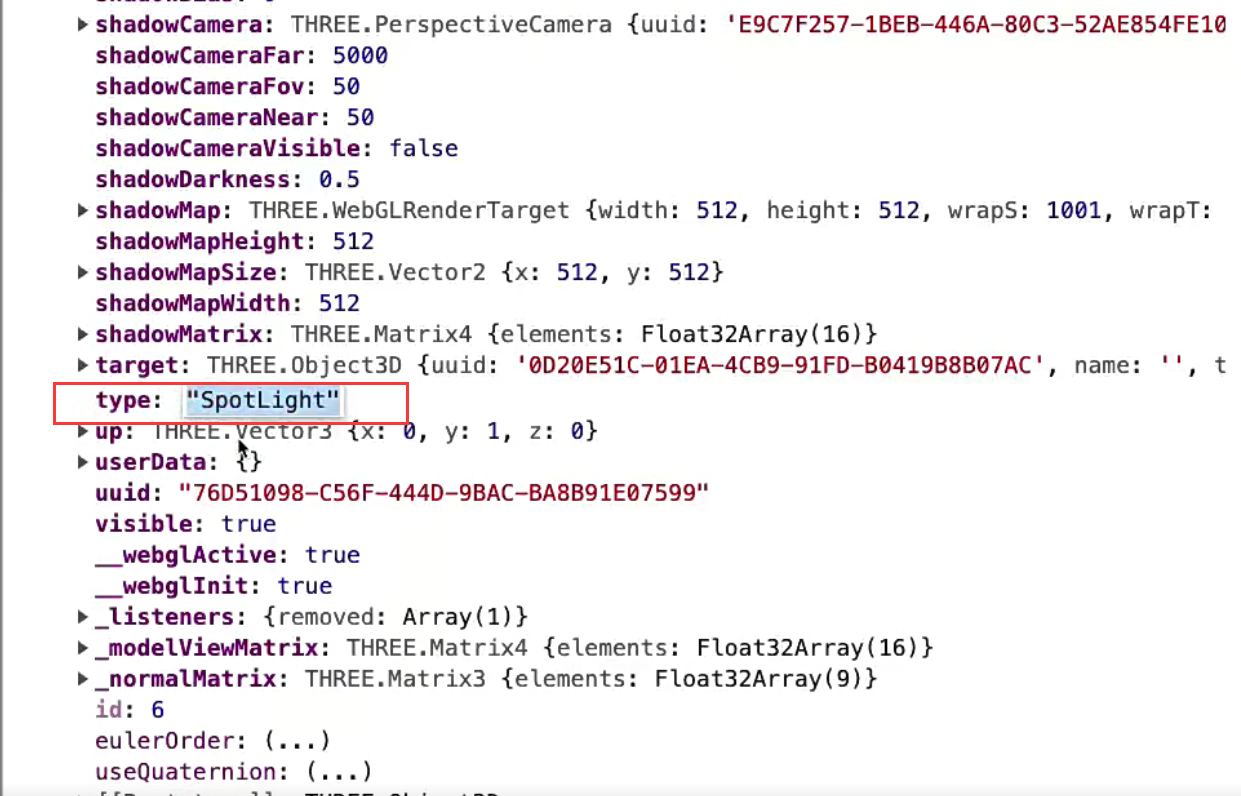 shadowCamera: THREE.PerspectiveCamera {uuid: 'E9C7F257-1BEB-446A-80C3-52AE854FE10
shadowCameraFar: 5000
shadowCameraFov: 50
shadowCameraNear: 50
shadowCameraVisible: false
shadowDarkness: 0.5
shadowMap: THREE.WebGLRenderTarget {width: 512, height: 512, wrapS: 1001, wrapT:
shadowMapHeight: 512
shadowMapSize: THREE.Vector2 {x: 512, y: 512}
shadowMapWidth: 512
shadowMatrix: THREE.Matrix4 {elements: Float32Array(16)}
target: THREE.Object3D {uuid: '0D20E51C-01EA-4CB9-91FD-B0419B8B07AC', name: '', t
type: "SpotLight"
up: THREE.Vector3 {x: 0, y: 1, z: 0}
userData: {}
uuid: "76D51098-C56F-444D-9BAC-BA8B91E07599"
visible: true
__webglActive: true
__webglInit: true
_listeners: {removed: Array(1)}
_modelViewMatrix: THREE.Matrix4 {elements: Float32Array(16)}
_normalMatrix: THREE.Matrix3 {elements: Float32Array(9)}
id: 6
eulerOrder: (...)
useQuaternion: (...)